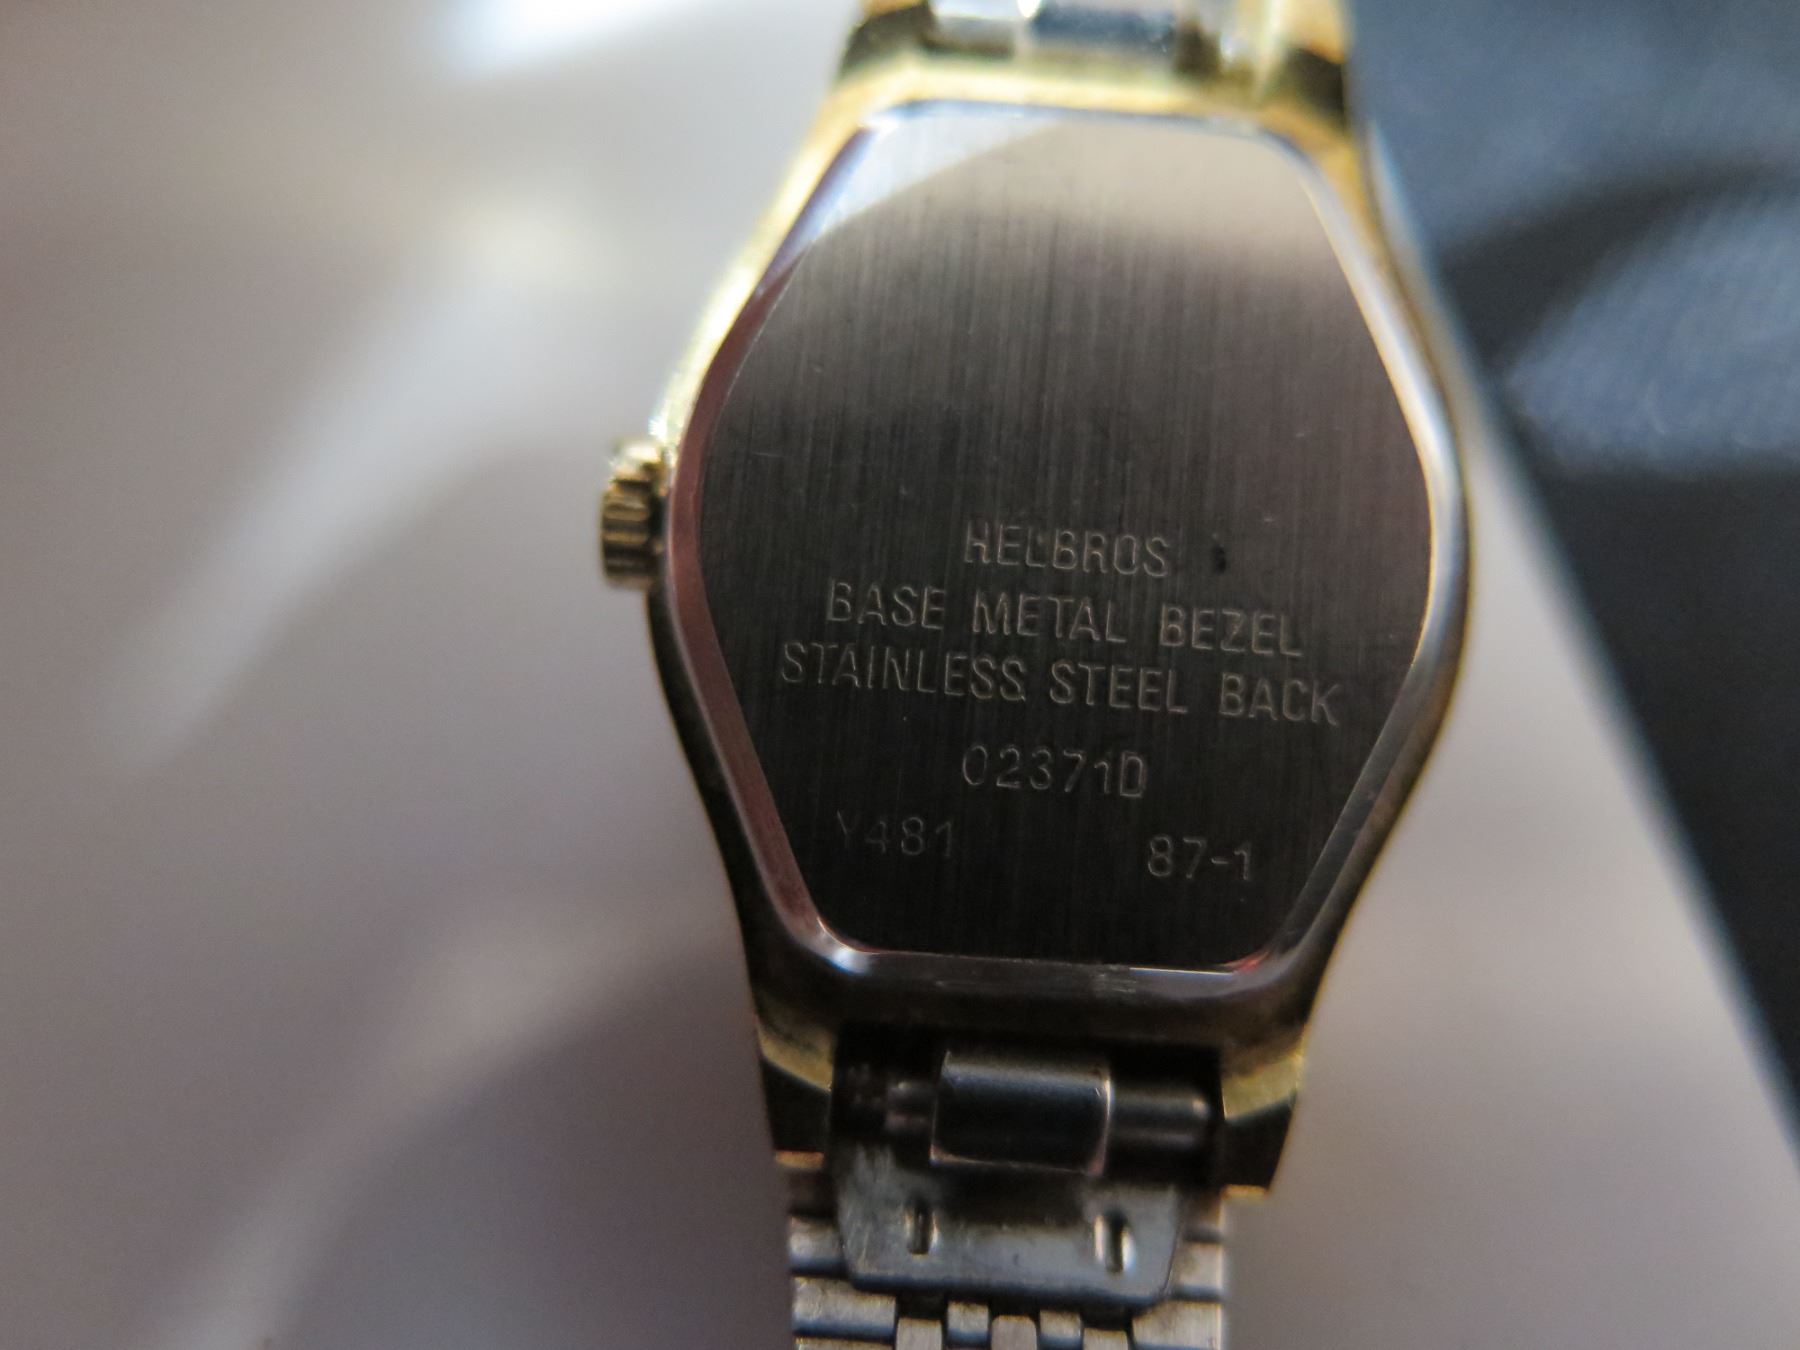 HELBROS
BASE METAL BEZEL
STAINLESS STEEL BACK
02371D
Y481 87-1